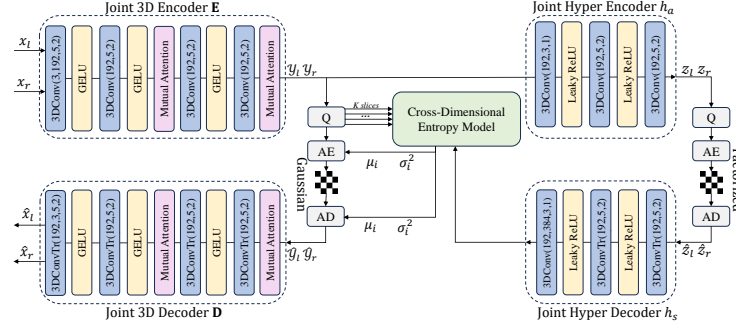 Joint 3D Encoder E
x_l
x_r
3DConv(3,192,5,2)
GELU
3DConv(192,5,2)
Mutual Attention
3DConv(192,5,2)
GELU
3DConv(192,5,2)
Mutual Attention
y_l y_r
Joint Hyper Encoder h_a
3DConv(192,3,1)
Leaky ReLU
3DConv(192,5,2)
Leaky ReLU
3DConv(192,5,2)
z_l z_r
Q
K slices
...
Cross-Dimensional
Entropy Model
AE
μ_i σ_i^2
Gaussian
AD
μ_i σ_i^2
Q
AE
Factorized
AD
x̂_l
x̂_r
3DConvTr(192,3,5,2)
GELU
3DConvTr(192,5,2)
Mutual Attention
3DConvTr(192,5,2)
GELU
3DConvTr(192,5,2)
Mutual Attention
ȳ_l ȳ_r
Joint 3D Decoder D
3DConv(192,384,3,1)
Leaky ReLU
3DConvTr(192,5,2)
Leaky ReLU
3DConvTr(192,5,2)
ẑ_l ẑ_r
Joint Hyper Decoder h_s